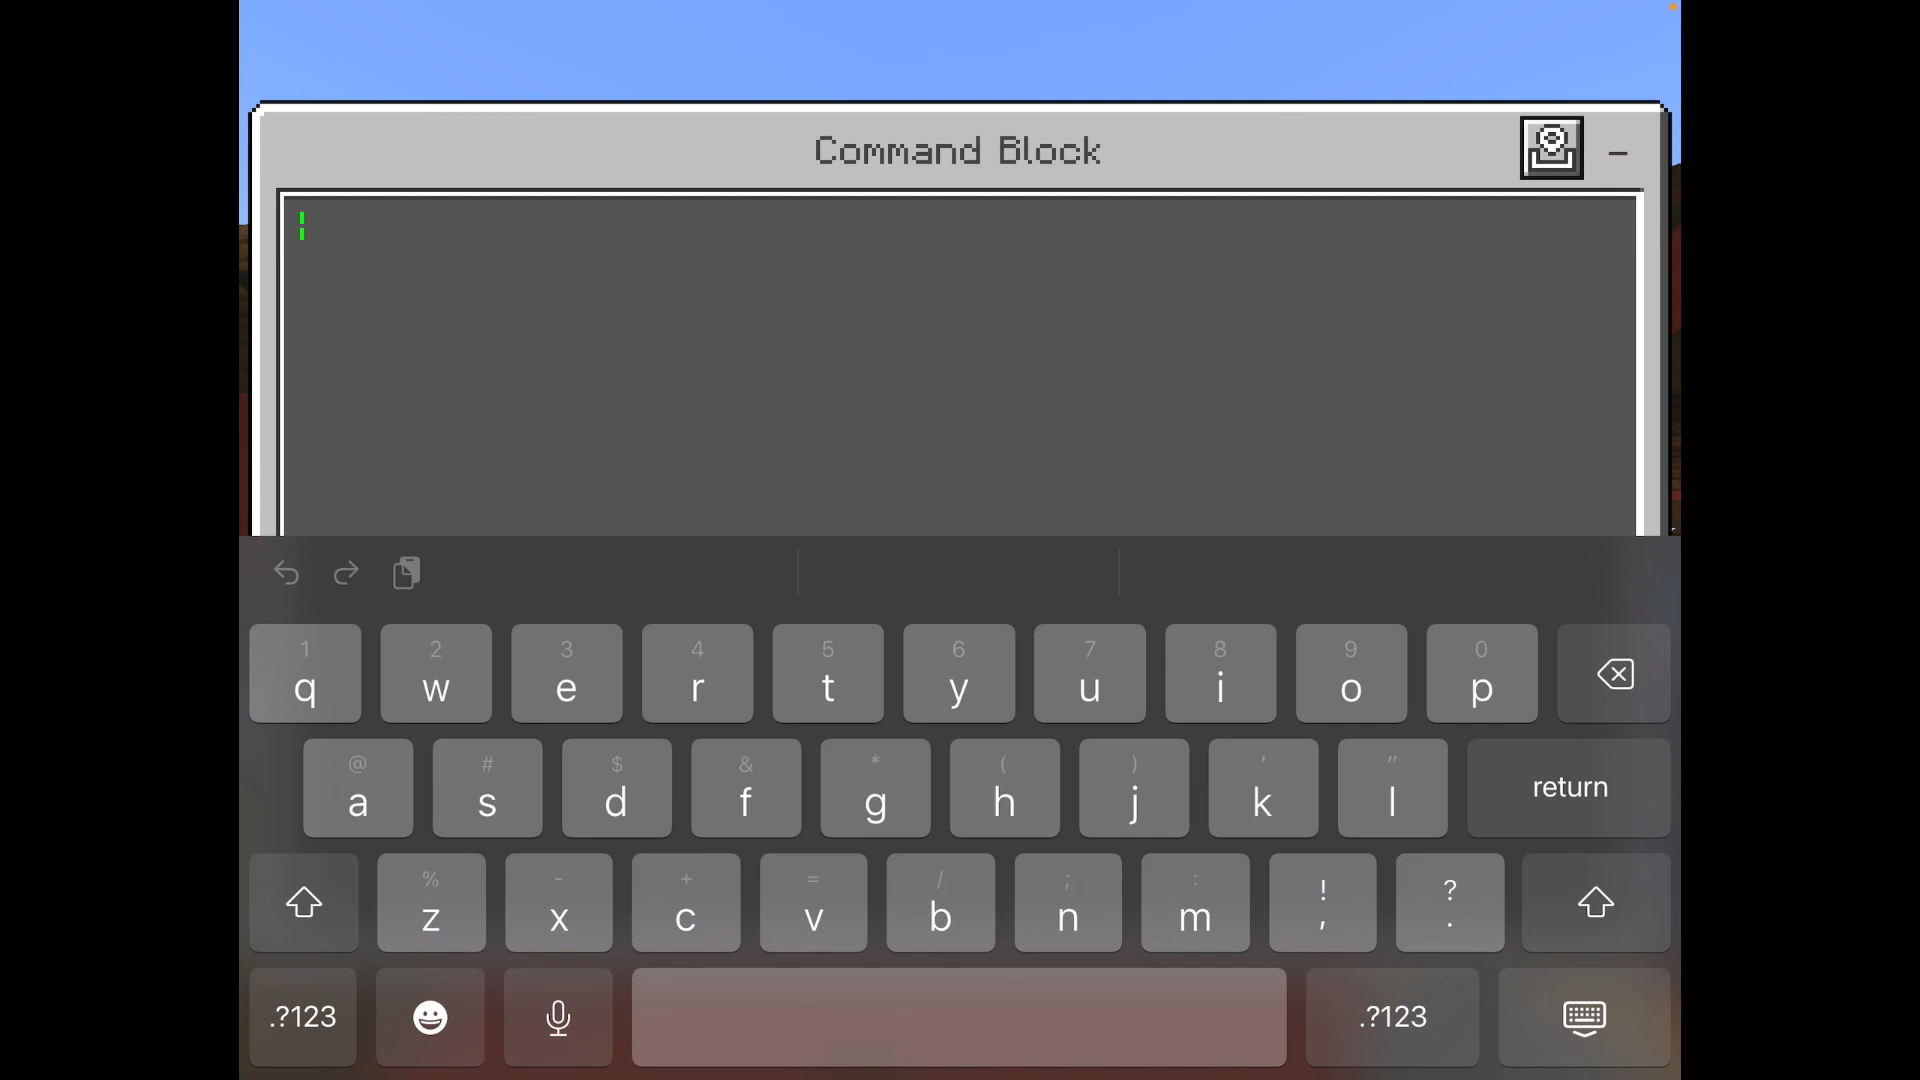 Command Block
1 2 3 4 5 6 7 8 9 0
q w e r t y u i o p
@ # $ & * ( ) ' "
a s d f g h j k l return
% - + = / ; : ! ?
z x c v b n m , .
.?123 .?123